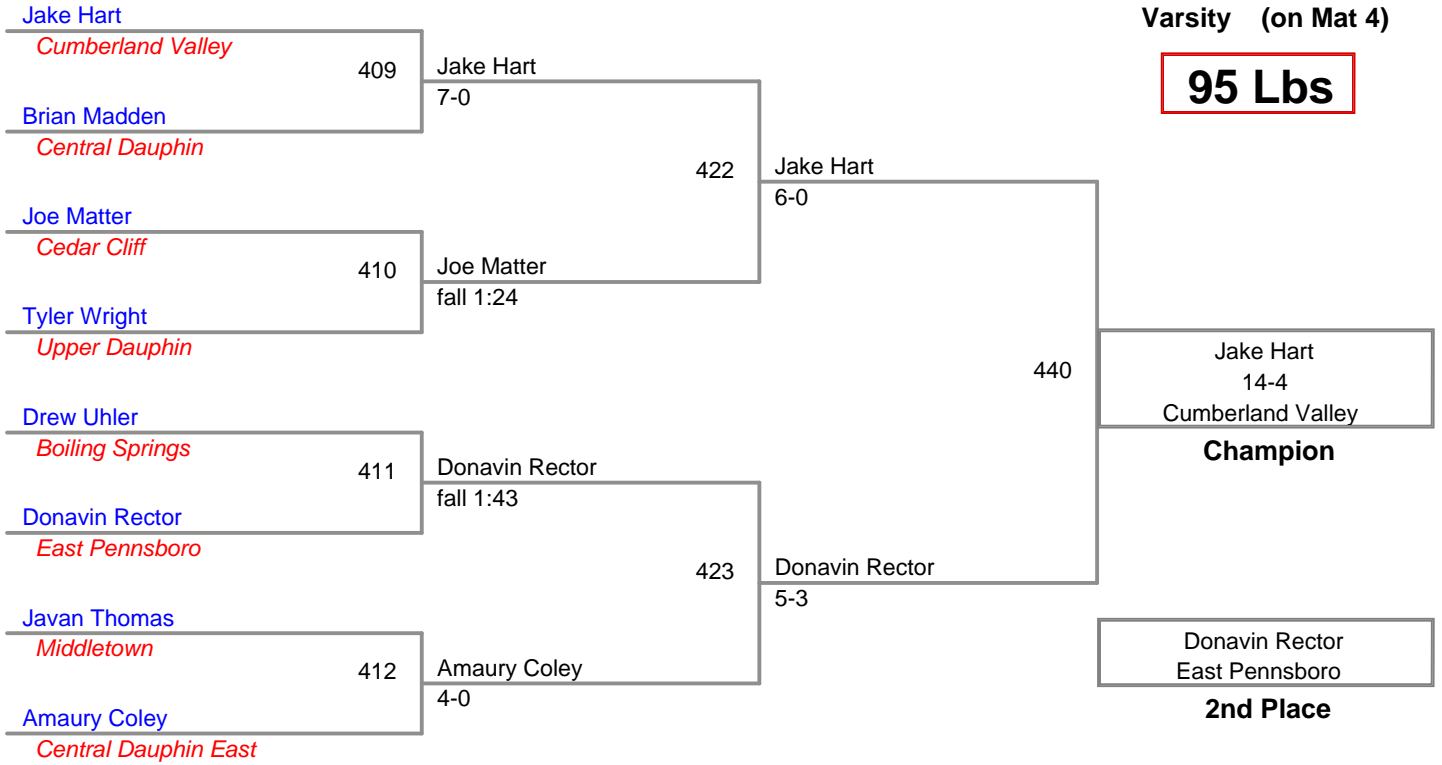 Jake Hart
Cumberland Valley
Varsity (on Mat 4)
409
Jake Hart
7-0
95 Lbs
Brian Madden
Central Dauphin
422
Jake Hart
6-0
Joe Matter
Cedar Cliff
410
Joe Matter
fall 1:24
Tyler Wright
Upper Dauphin
440
Jake Hart
14-4
Cumberland Valley
Champion
Drew Uhler
Boiling Springs
411
Donavin Rector
fall 1:43
Donavin Rector
East Pennsboro
423
Donavin Rector
5-3
Javan Thomas
Middletown
412
Amaury Coley
4-0
Donavin Rector
East Pennsboro
2nd Place
Amaury Coley
Central Dauphin East